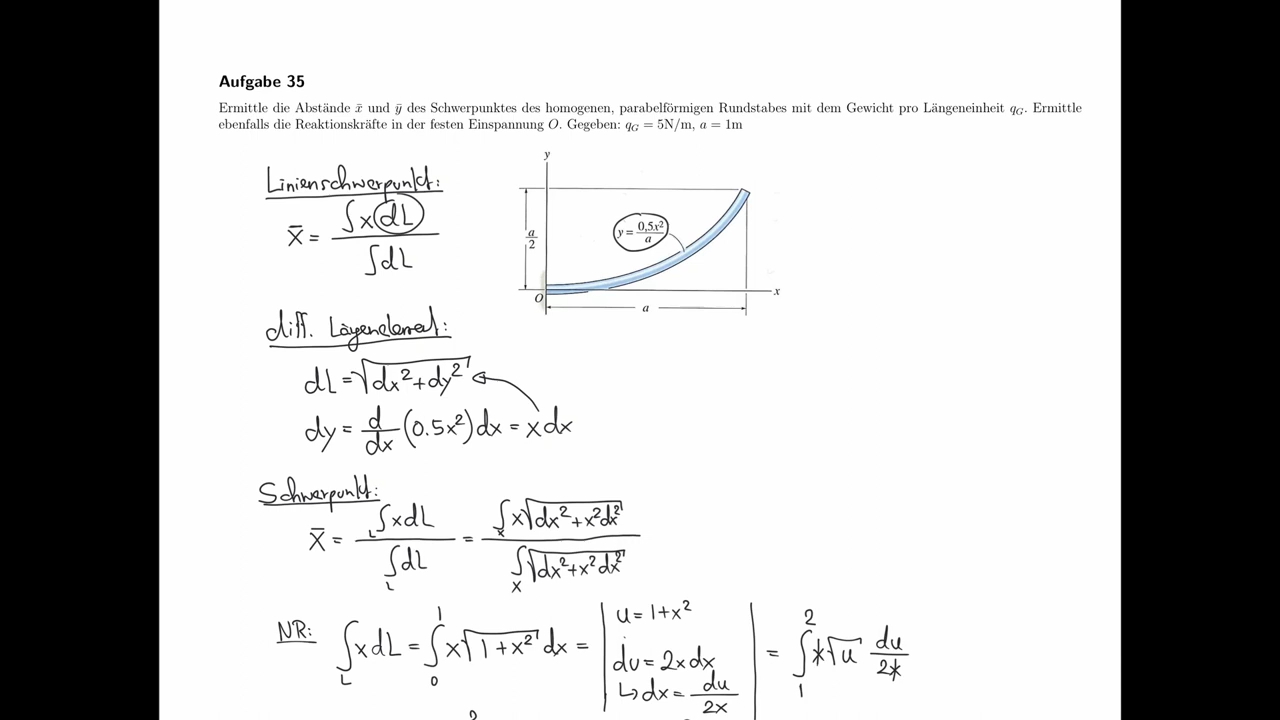 Aufgabe 35
Ermittle die Abstände x̄ und ȳ des Schwerpunktes des homogenen, parabelförmigen Rundstabes mit dem Gewicht pro Längeneinheit q_G. Ermittle
ebenfalls die Reaktionskräfte in der festen Einspannung O. Gegeben: q_G = 5N/m, a = 1m
Linienschwerpunkt:
x̄ = ∫x dL / ∫dL
y
a/2
y = 0,5x²/a
O
x
a
diff. Längenelement:
dL = √(dx²+dy²)
dy = d/dx (0.5x²) dx = x dx
Schwerpunkt:
x̄ = ∫_L x dL / ∫_L dL = ∫_x x√(dx²+x²dx²) / ∫_x √(dx²+x²dx²)
NR: ∫_L x dL = ∫_0^1 x√(1+x²) dx = | u = 1+x² | = ∫_1^2 x√u du/2x
du = 2x dx
↳ dx = du/2x